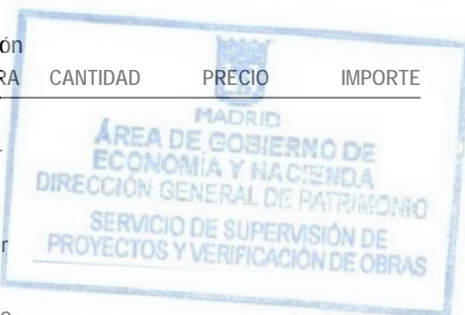 ón
RA CANTIDAD PRECIO IMPORTE
MADRID
ÁREA DE GOBIERNO DE
ECONOMÍA Y HACIENDA
DIRECCIÓN GENERAL DE PATRIMONIO
SERVICIO DE SUPERVISIÓN DE
PROYECTOS Y VERIFICACIÓN DE OBRAS
r